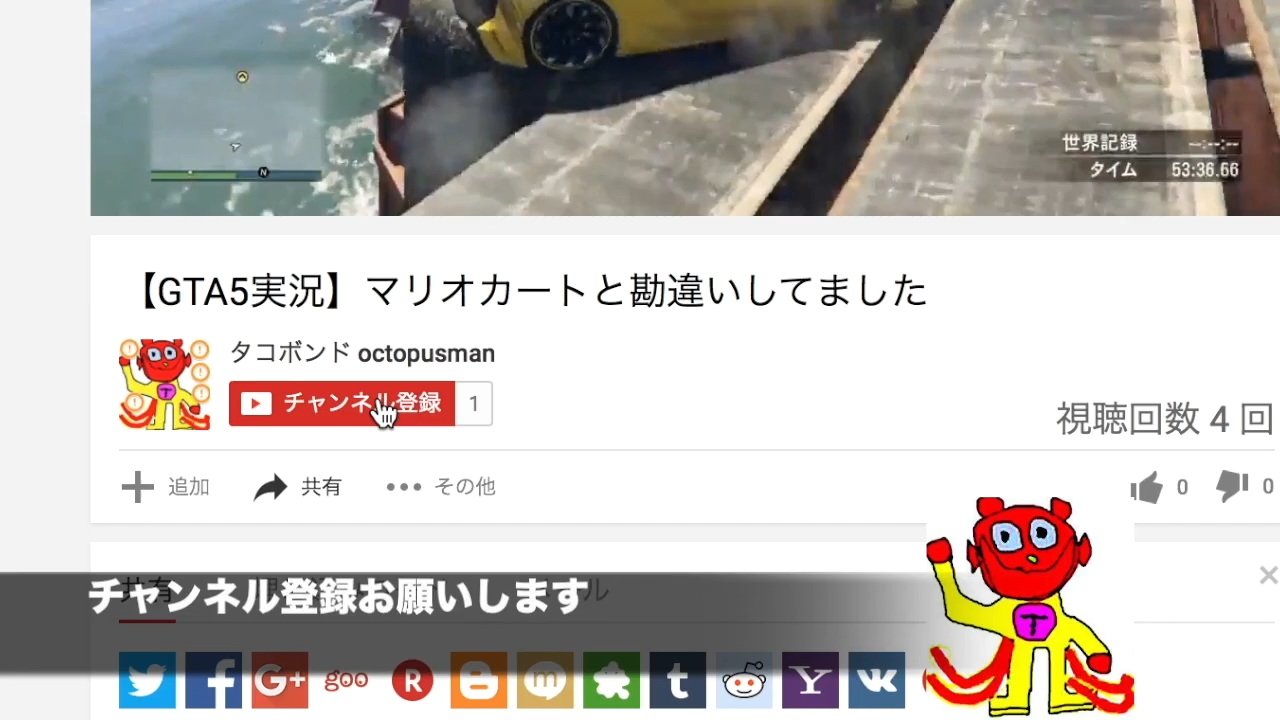 N
世界記録 --:--:--
タイム 53:36.66
【GTA5実況】マリオカートと勘違いしてました
タコボンド octopusman
チャンネル登録 1
視聴回数 4 回
追加 共有 その他 0 0
チャンネル登録お願いします
f G+ goo R B m t Y VK
T
T